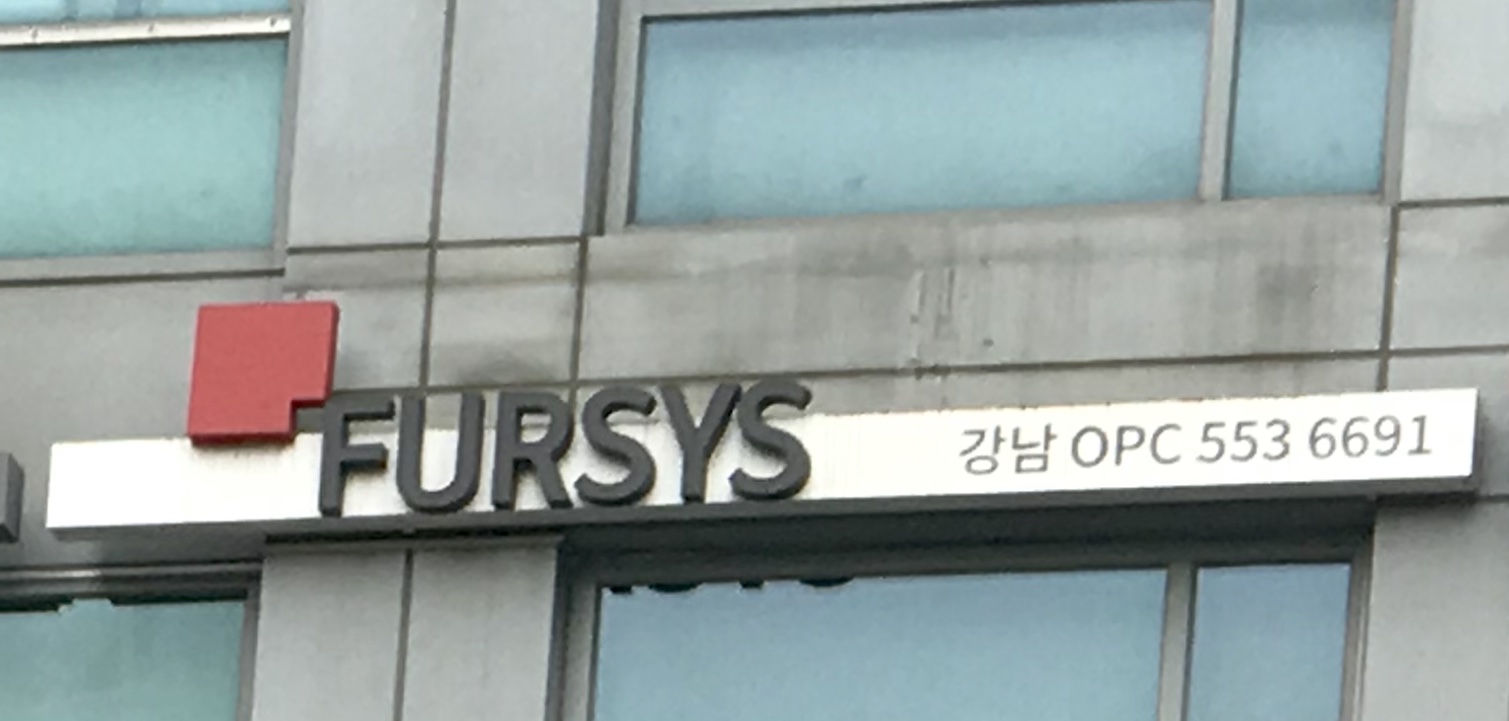 FURSYS 강남 OPC 553 6691